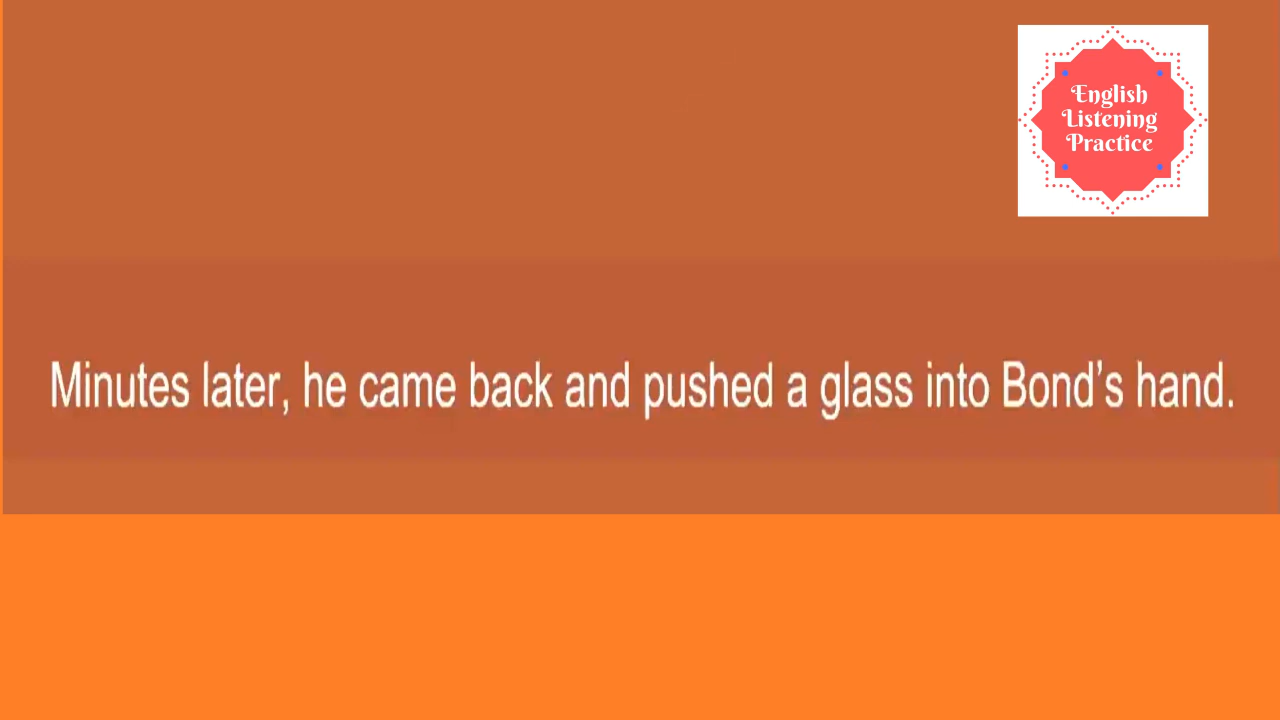 English
Listening
Practice
Minutes later, he came back and pushed a glass into Bond’s hand.